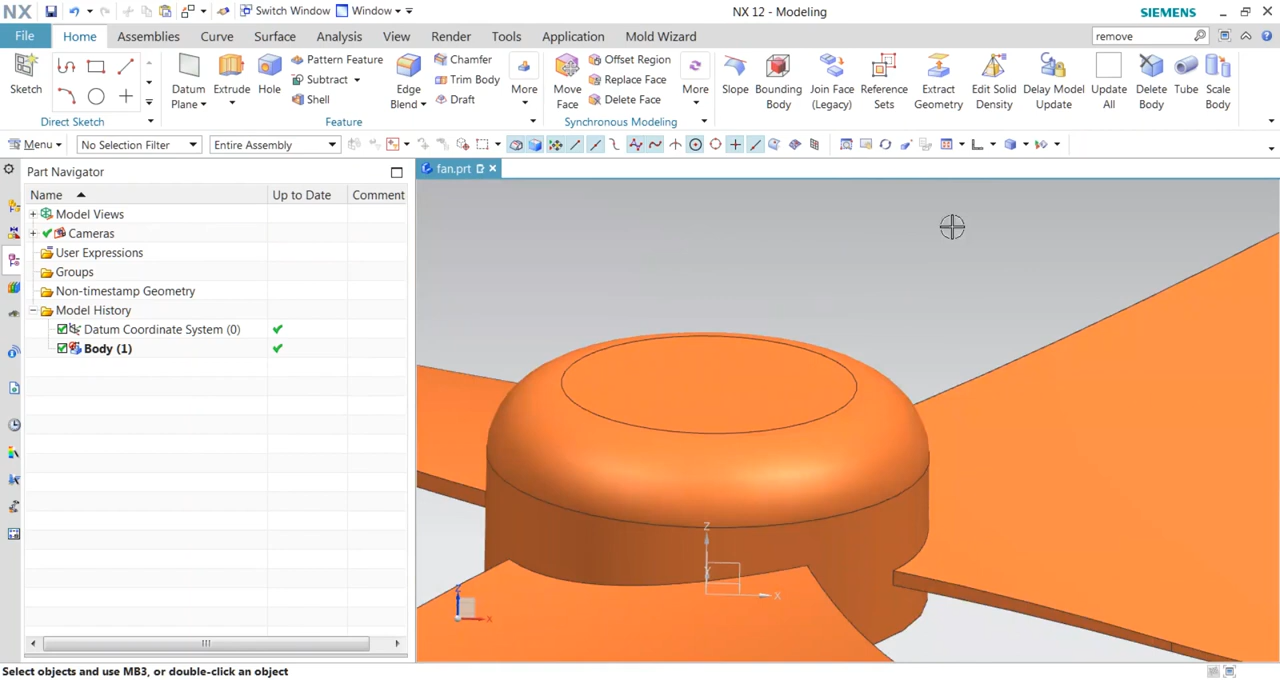 NX Switch Window Window NX 12 - Modeling SIEMENS
File Home Assemblies Curve Surface Analysis View Render Tools Application Mold Wizard remove
Sketch
Direct Sketch
Datum Plane Extrude Hole Pattern Feature Subtract Shell Edge Blend Chamfer Trim Body Draft More
Feature
Move Face Offset Region Replace Face Delete Face More
Synchronous Modeling
Slope Bounding Body Join Face (Legacy) Reference Sets Extract Geometry Edit Solid Density Delay Model Update Update All Delete Body Tube Scale Body
Menu No Selection Filter Entire Assembly
Part Navigator
fan.prt
Name Up to Date Comment
Model Views
Cameras
User Expressions
Groups
Non-timestamp Geometry
Model History
Datum Coordinate System (0)
Body (1)
Z
Y
X
Z
X
Select objects and use MB3, or double-click an object